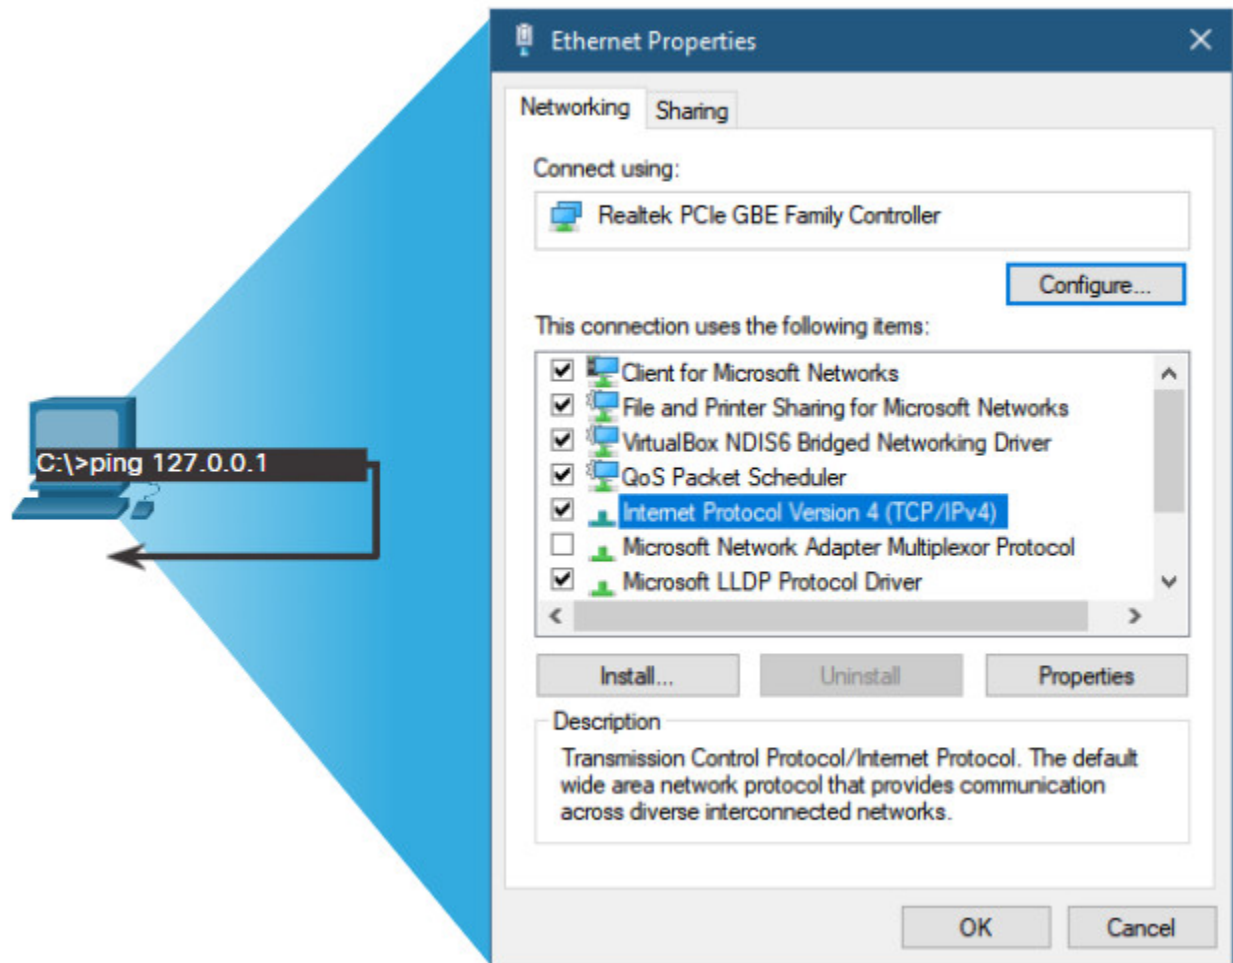 Ethernet Properties
Networking
Sharing
Connect using:
Realtek PCIe GBE Family Controller
Configure...
This connection uses the following items:
Client for Microsoft Networks
File and Printer Sharing for Microsoft Networks
VirtualBox NDIS6 Bridged Networking Driver
QoS Packet Scheduler
Internet Protocol Version 4 (TCP/IPv4)
Microsoft Network Adapter Multiplexor Protocol
Microsoft LLDP Protocol Driver
C:\>ping 127.0.0.1
Install...
Uninstall
Properties
Description
Transmission Control Protocol/Internet Protocol. The default
wide area network protocol that provides communication
across diverse interconnected networks.
OK
Cancel